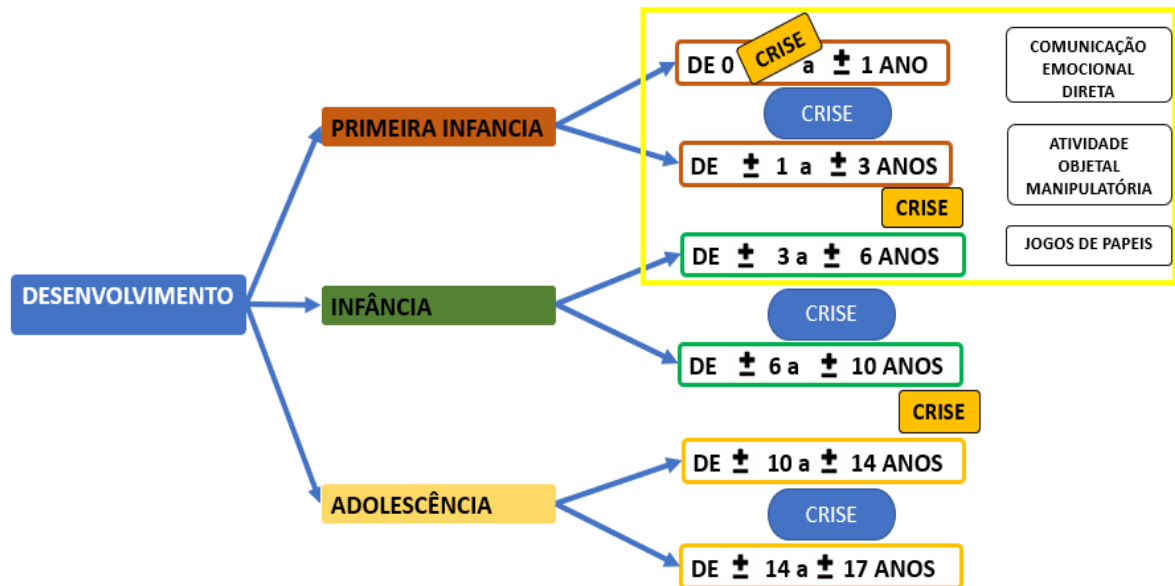 DE 0 CRISE a ± 1 ANO
COMUNICAÇÃO
EMOCIONAL
DIRETA
CRISE
PRIMEIRA INFANCIA
DE ± 1 a ± 3 ANOS
ATIVIDADE
OBJETAL
MANIPULATÓRIA
CRISE
JOGOS DE PAPEIS
DE ± 3 a ± 6 ANOS
DESENVOLVIMENTO
INFÂNCIA
CRISE
DE ± 6 a ± 10 ANOS
CRISE
DE ± 10 a ± 14 ANOS
ADOLESCÊNCIA
CRISE
DE ± 14 a ± 17 ANOS